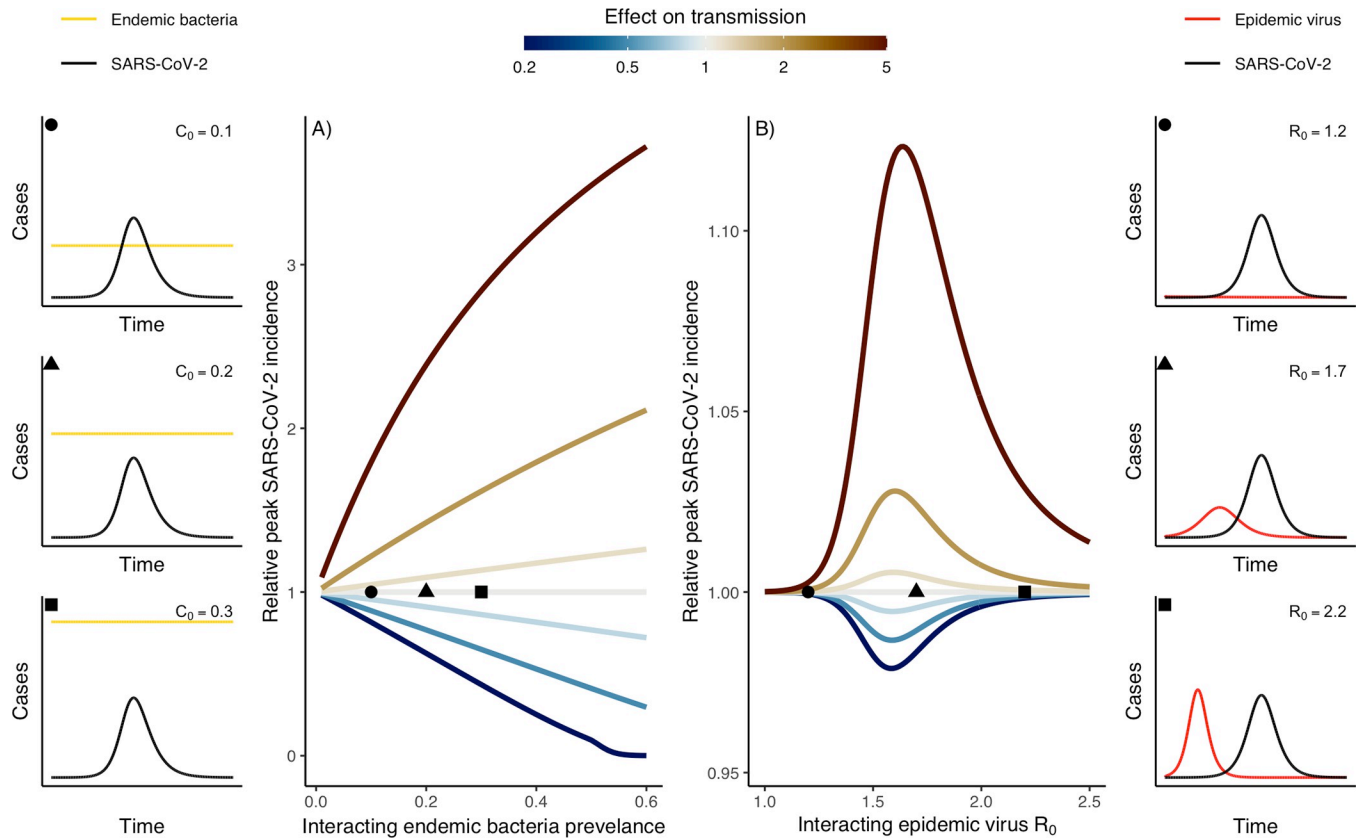 Endemic bacteria
SARS-CoV-2
Effect on transmission
0.2 0.5 1 2 5
Epidemic virus
SARS-CoV-2
C₀ = 0.1
Cases
Time
C₀ = 0.2
Cases
Time
C₀ = 0.3
Cases
Time
A)
Relative peak SARS-CoV-2 incidence
3
2
1
0
0.0 0.2 0.4 0.6
Interacting endemic bacteria prevelance
B)
Relative peak SARS-CoV-2 incidence
1.10
1.05
1.00
0.95
1.0 1.5 2.0 2.5
Interacting epidemic virus R₀
R₀ = 1.2
Cases
Time
R₀ = 1.7
Cases
Time
R₀ = 2.2
Cases
Time